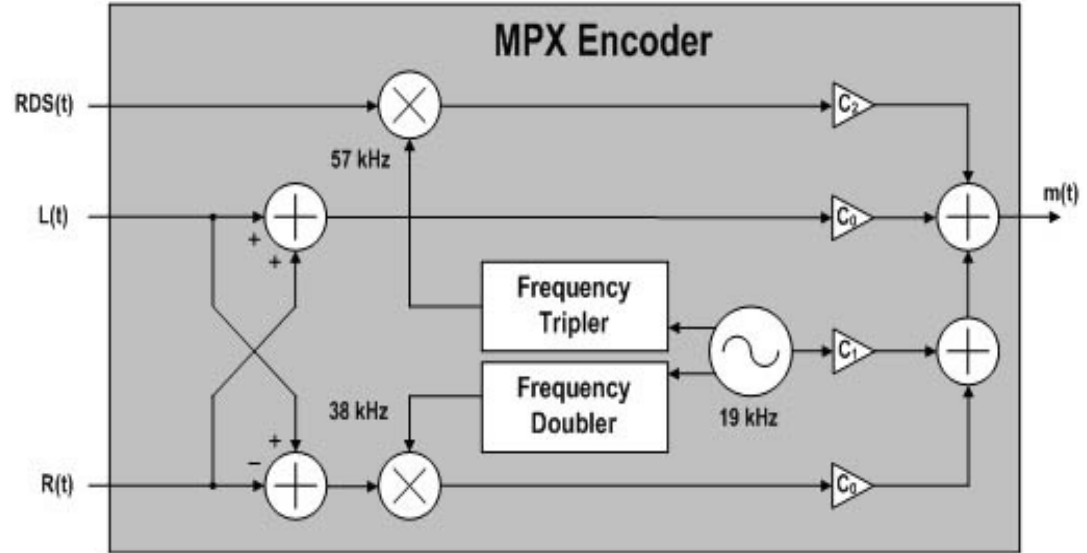 MPX Encoder
RDS(t)
C₂
57 kHz
L(t)
+
+
C₀
m(t)
Frequency
Tripler
C₁
38 kHz
Frequency
Doubler
19 kHz
+
−
R(t)
C₀